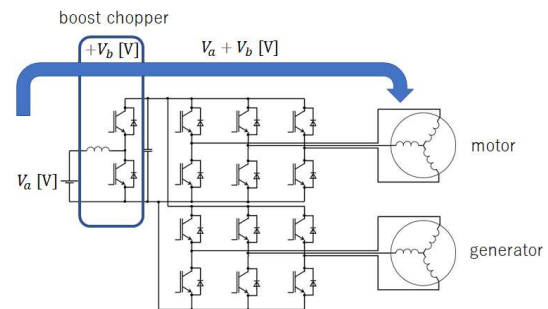 boost chopper
+V_b [V]
V_a + V_b [V]
V_a [V]
motor
generator